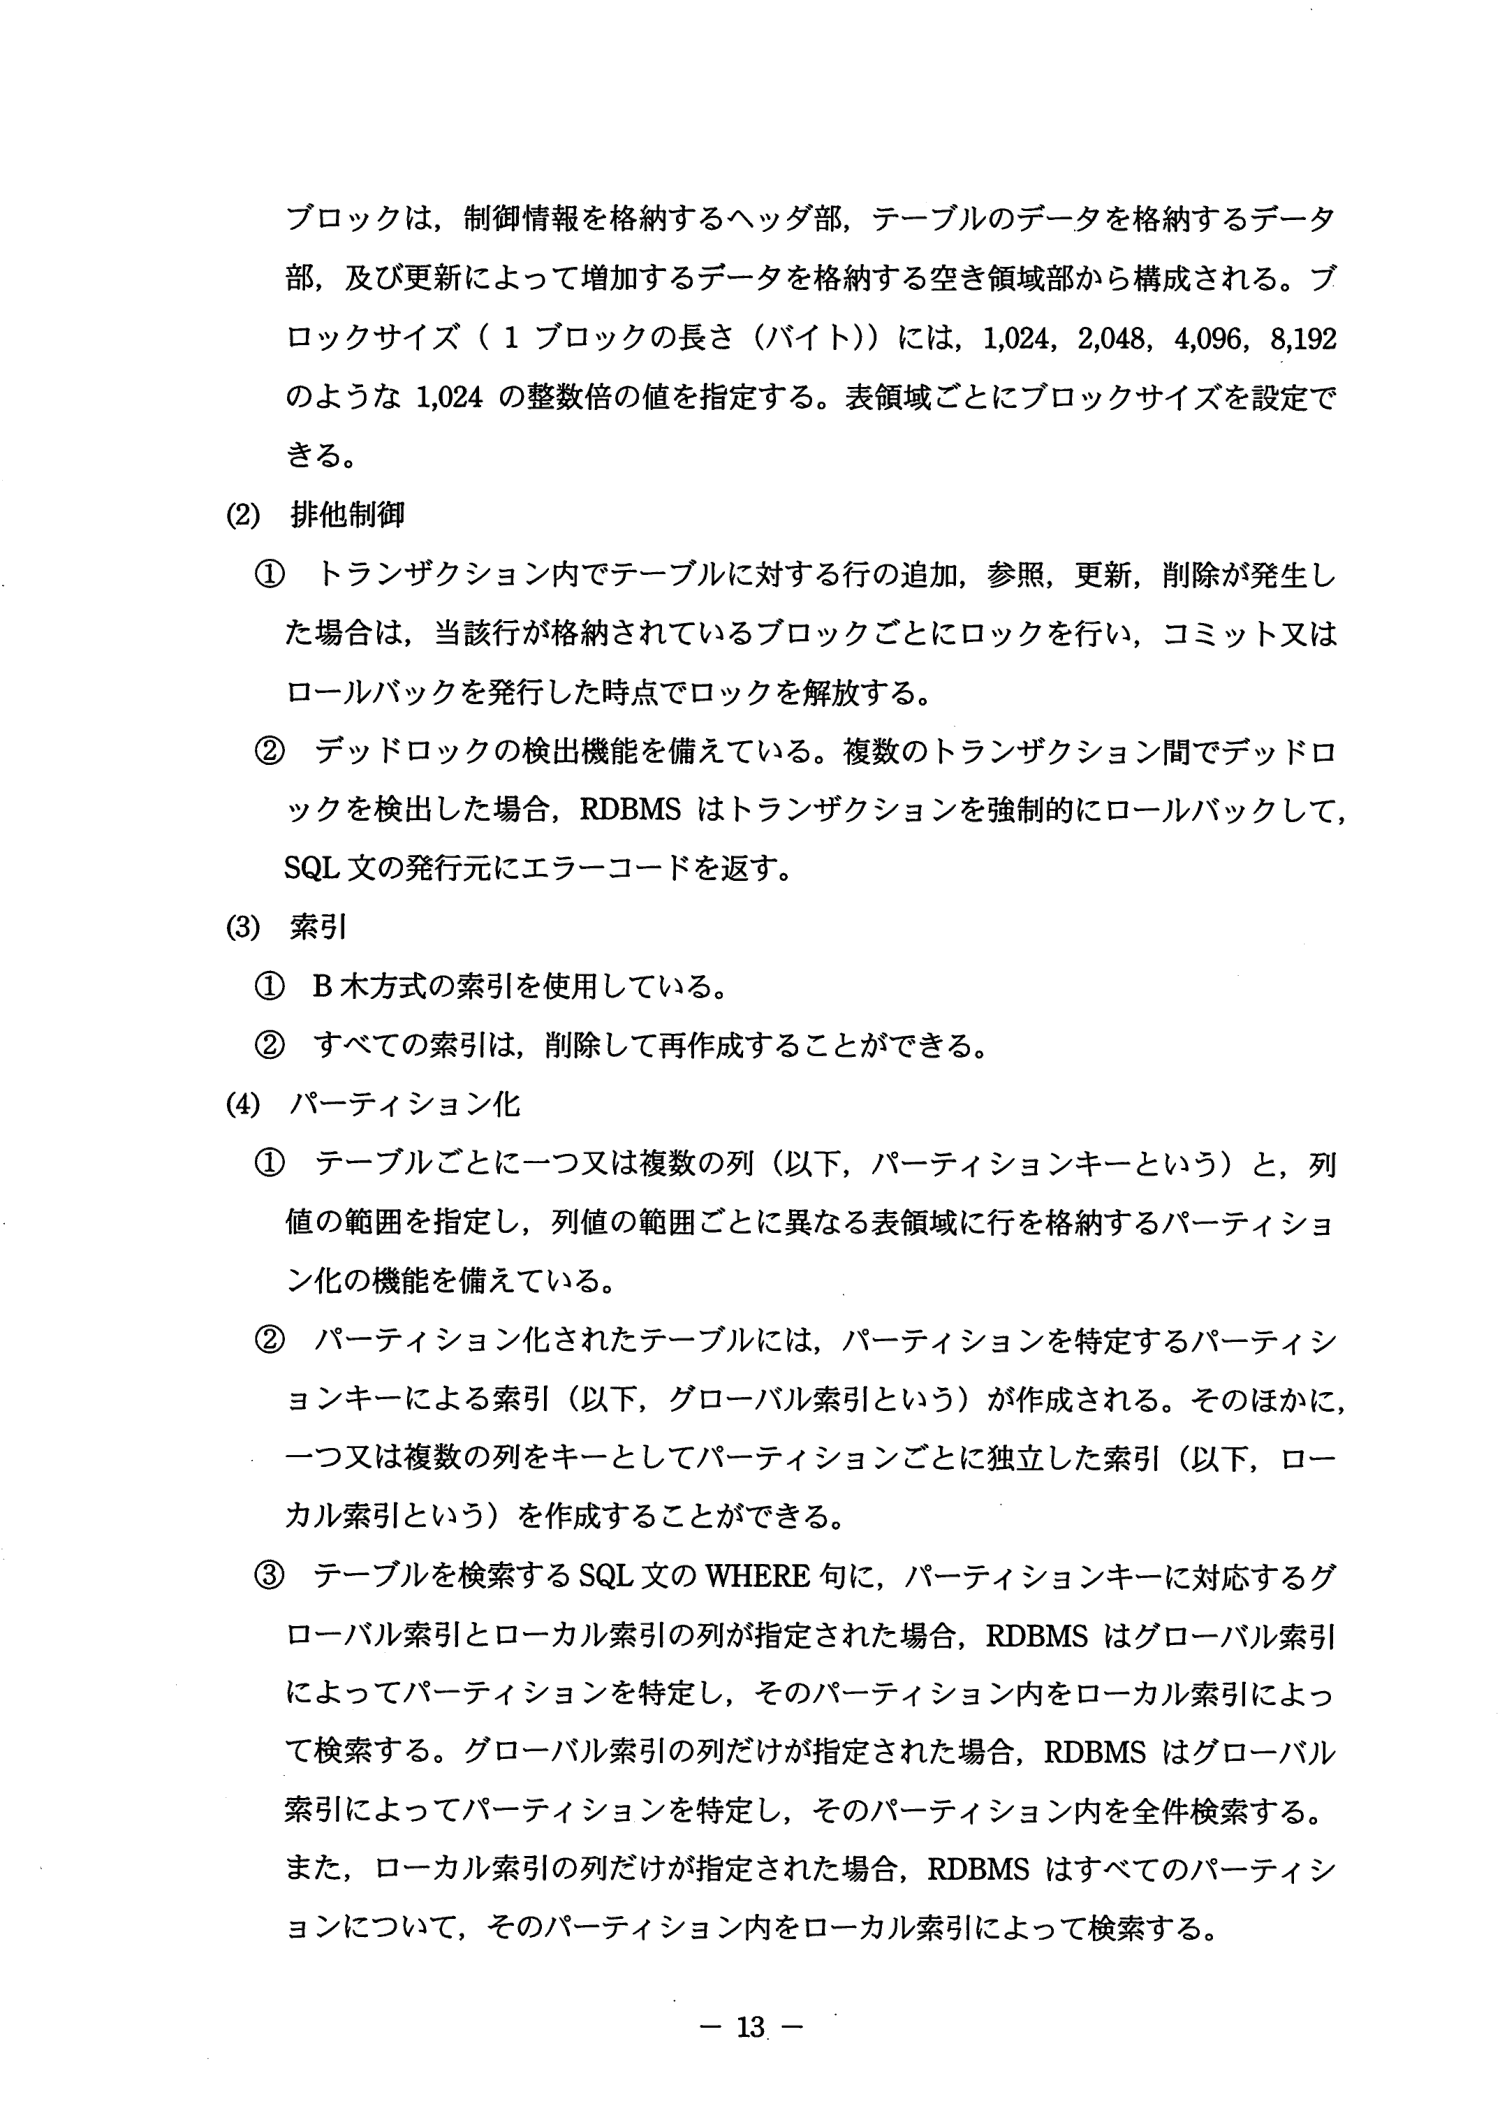 ブロックは，制御情報を格納するヘッダ部，テーブルのデータを格納するデータ
部，及び更新によって増加するデータを格納する空き領域部から構成される。ブ
ロックサイズ（ 1 ブロックの長さ（バイト））には，1,024，2,048，4,096，8,192
のような 1,024 の整数倍の値を指定する。表領域ごとにブロックサイズを設定で
きる。
(2) 排他制御
① トランザクション内でテーブルに対する行の追加，参照，更新，削除が発生し
た場合は，当該行が格納されているブロックごとにロックを行い，コミット又は
ロールバックを発行した時点でロックを解放する。
② デッドロックの検出機能を備えている。複数のトランザクション間でデッドロ
ックを検出した場合，RDBMS はトランザクションを強制的にロールバックして，
SQL 文の発行元にエラーコードを返す。
(3) 索引
① B 木方式の索引を使用している。
② すべての索引は，削除して再作成することができる。
(4) パーティション化
① テーブルごとに一つ又は複数の列（以下，パーティションキーという）と，列
値の範囲を指定し，列値の範囲ごとに異なる表領域に行を格納するパーティショ
ン化の機能を備えている。
② パーティション化されたテーブルには，パーティションを特定するパーティシ
ョンキーによる索引（以下，グローバル索引という）が作成される。そのほかに，
一つ又は複数の列をキーとしてパーティションごとに独立した索引（以下，ロー
カル索引という）を作成することができる。
③ テーブルを検索する SQL 文の WHERE 句に，パーティションキーに対応するグ
ローバル索引とローカル索引の列が指定された場合，RDBMS はグローバル索引
によってパーティションを特定し，そのパーティション内をローカル索引によっ
て検索する。グローバル索引の列だけが指定された場合，RDBMS はグローバル
索引によってパーティションを特定し，そのパーティション内を全件検索する。
また，ローカル索引の列だけが指定された場合，RDBMS はすべてのパーティシ
ョンについて，そのパーティション内をローカル索引によって検索する。
－ 13 －